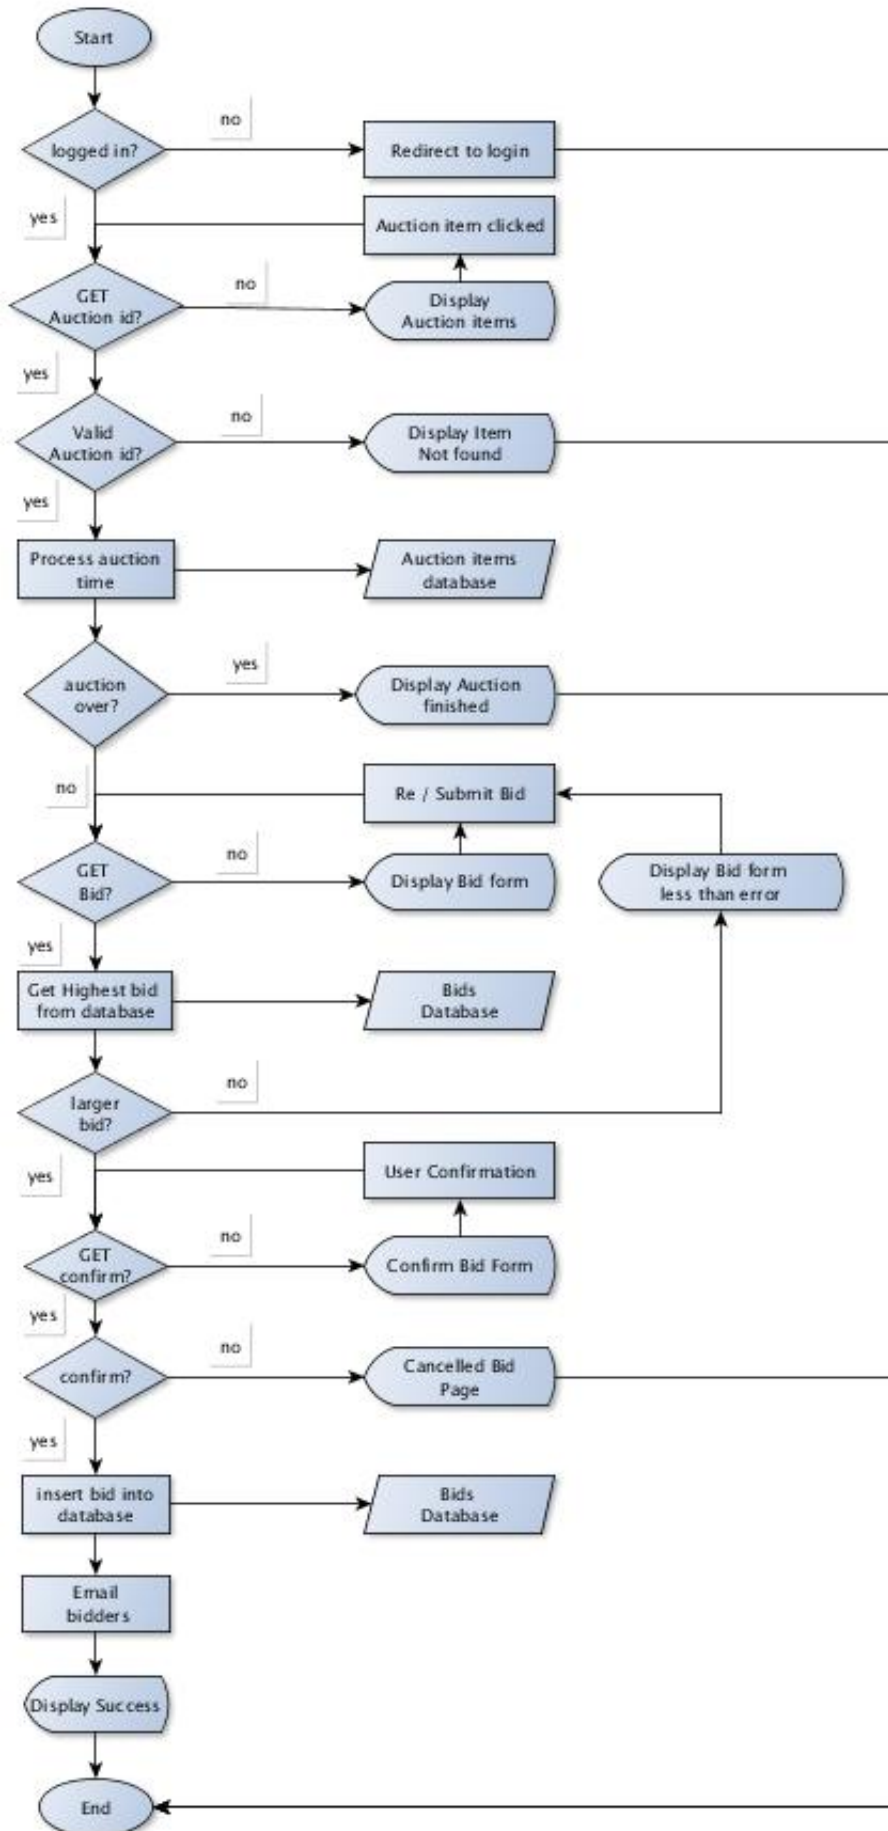 Start
no
logged in?
Redirect to login
yes
Auction item clicked
GET
Auction id?
no
Display
Auction items
yes
Valid
Auction id?
no
Display Item
Not found
yes
Process auction
time
Auction items
database
auction
over?
yes
Display Auction
finished
no
Re / Submit Bid
GET
Bid?
no
Display Bid form
Display Bid form
less than error
yes
Get Highest bid
from database
Bids
Database
larger
bid?
no
yes
User Confirmation
GET
confirm?
no
Confirm Bid Form
yes
confirm?
no
Cancelled Bid
Page
yes
insert bid into
database
Bids
Database
Email
bidders
Display Success
End